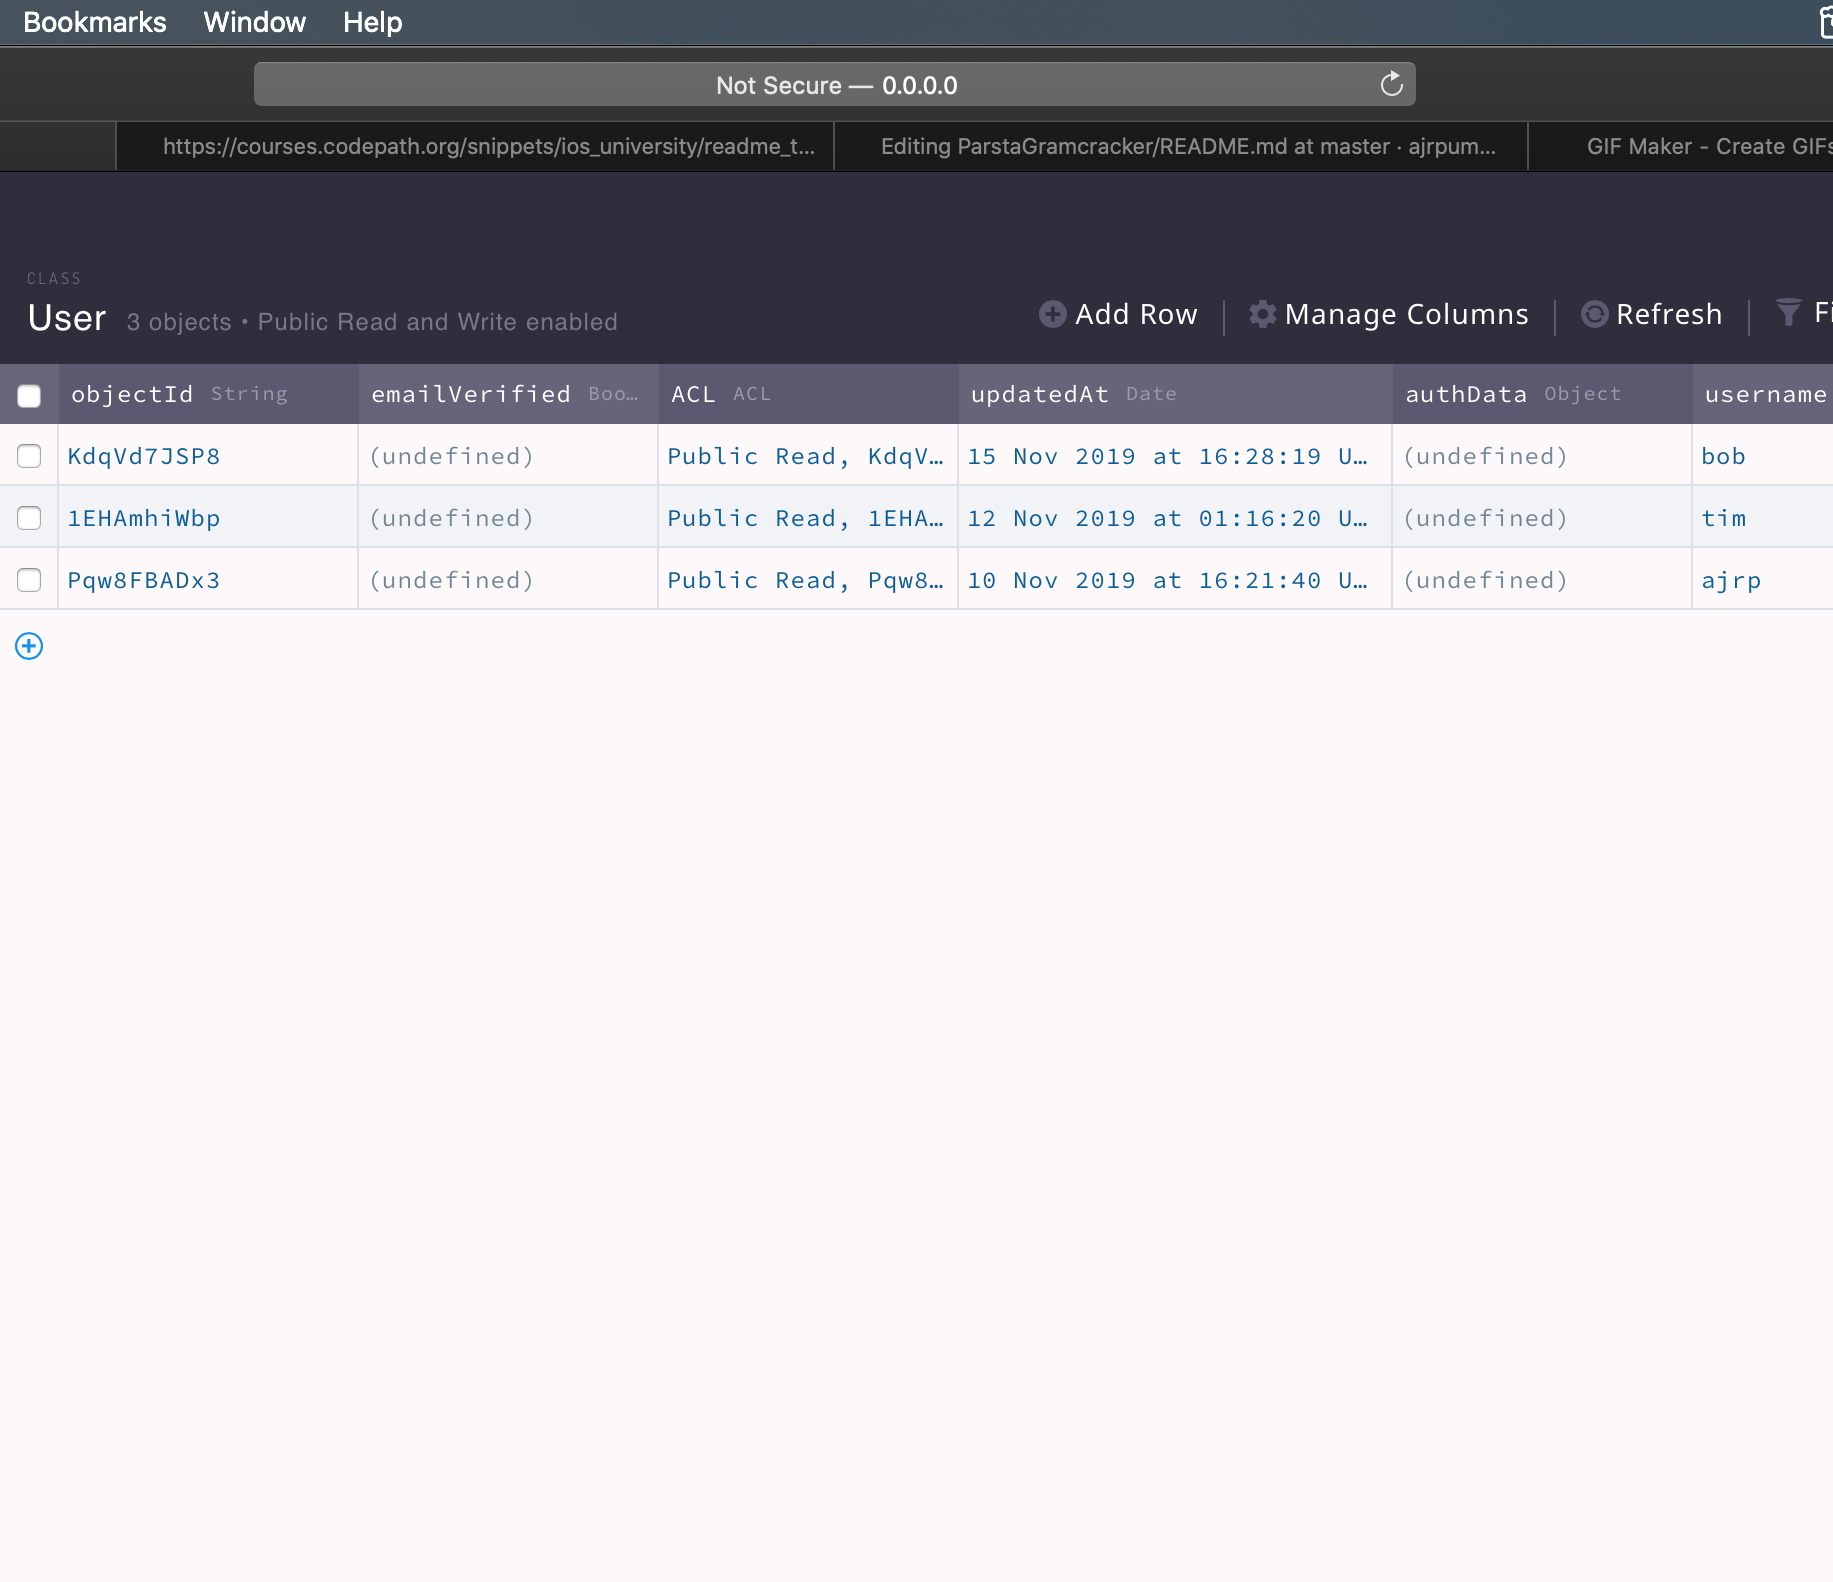 Bookmarks Window Help
Not Secure — 0.0.0.0
https://courses.codepath.org/snippets/ios_university/readme_t... Editing ParstaGramcracker/README.md at master · ajrpum... GIF Maker - Create GIFs
CLASS
User 3 objects • Public Read and Write enabled Add Row Manage Columns Refresh Fi
objectId String emailVerified Boo… ACL ACL updatedAt Date authData Object username
KdqVd7JSP8 (undefined) Public Read, KdqV… 15 Nov 2019 at 16:28:19 U… (undefined) bob
1EHAmhiWbp (undefined) Public Read, 1EHA… 12 Nov 2019 at 01:16:20 U… (undefined) tim
Pqw8FBADx3 (undefined) Public Read, Pqw8… 10 Nov 2019 at 16:21:40 U… (undefined) ajrp